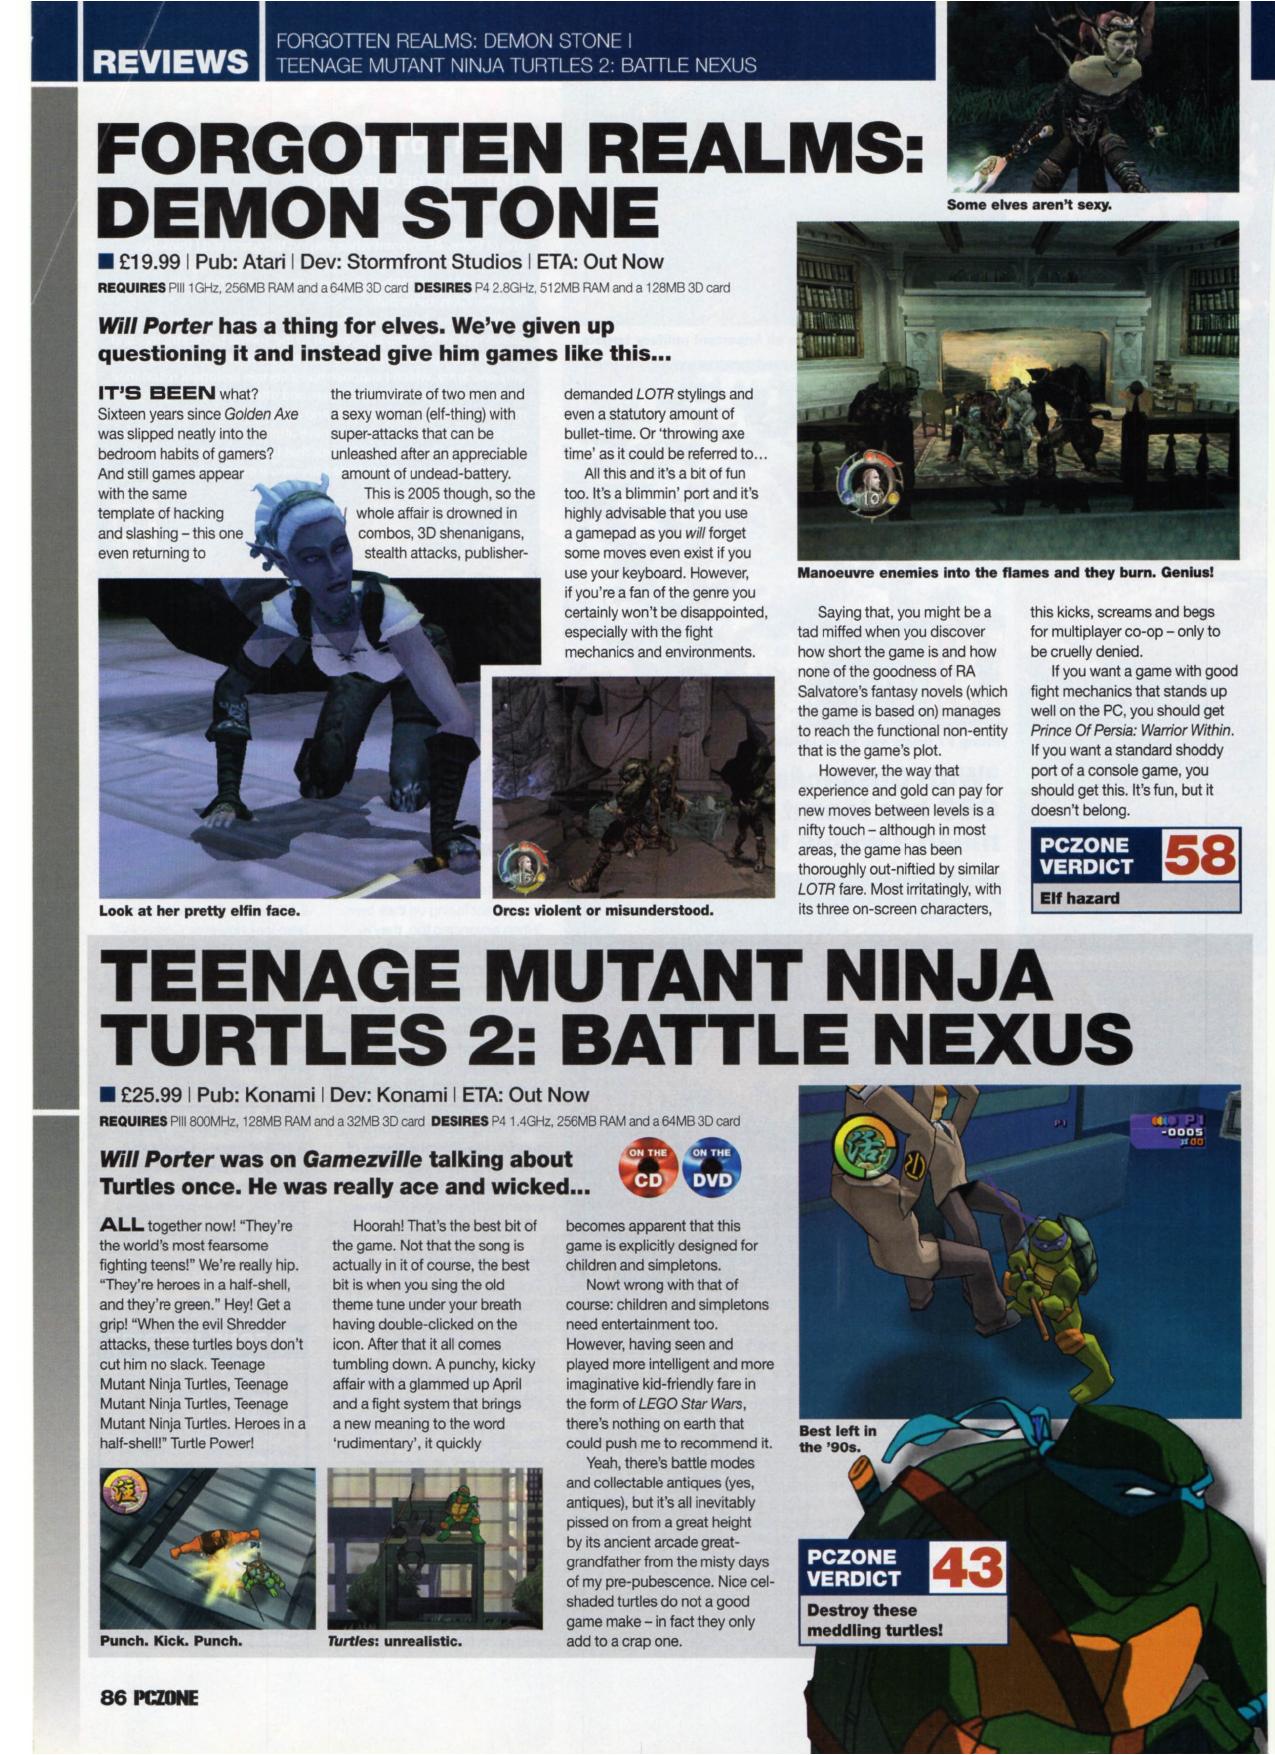 REVIEWS
FORGOTTEN REALMS: DEMON STONE |
TEENAGE MUTANT NINJA TURTLES 2: BATTLE NEXUS
FORGOTTEN REALMS:
DEMON STONE
£19.99 | Pub: Atari | Dev: Stormfront Studios | ETA: Out Now
REQUIRES PIII 1GHz, 256MB RAM and a 64MB 3D card DESIRES P4 2.8GHz, 512MB RAM and a 128MB 3D card
Will Porter has a thing for elves. We've given up
questioning it and instead give him games like this...
IT'S BEEN what?
Sixteen years since Golden Axe
was slipped neatly into the
bedroom habits of gamers?
And still games appear
with the same
template of hacking
and slashing – this one
even returning to
the triumvirate of two men and
a sexy woman (elf-thing) with
super-attacks that can be
unleashed after an appreciable
amount of undead-battery.
This is 2005 though, so the
whole affair is drowned in
combos, 3D shenanigans,
stealth attacks, publisher-
demanded LOTR stylings and
even a statutory amount of
bullet-time. Or 'throwing axe
time' as it could be referred to...
All this and it's a bit of fun
too. It's a blimmin' port and it's
highly advisable that you use
a gamepad as you will forget
some moves even exist if you
use your keyboard. However,
if you're a fan of the genre you
certainly won't be disappointed,
especially with the fight
mechanics and environments.
Some elves aren't sexy.
10
Manoeuvre enemies into the flames and they burn. Genius!
Saying that, you might be a
tad miffed when you discover
how short the game is and how
none of the goodness of RA
Salvatore's fantasy novels (which
the game is based on) manages
to reach the functional non-entity
that is the game's plot.
However, the way that
experience and gold can pay for
new moves between levels is a
nifty touch – although in most
areas, the game has been
thoroughly out-niftied by similar
LOTR fare. Most irritatingly, with
its three on-screen characters,
this kicks, screams and begs
for multiplayer co-op – only to
be cruelly denied.
If you want a game with good
fight mechanics that stands up
well on the PC, you should get
Prince Of Persia: Warrior Within.
If you want a standard shoddy
port of a console game, you
should get this. It's fun, but it
doesn't belong.
PCZONE
VERDICT
58
Elf hazard
Look at her pretty elfin face.
15
Orcs: violent or misunderstood.
TEENAGE MUTANT NINJA
TURTLES 2: BATTLE NEXUS
£25.99 | Pub: Konami | Dev: Konami | ETA: Out Now
REQUIRES PIII 800MHz, 128MB RAM and a 32MB 3D card DESIRES P4 1.4GHz, 256MB RAM and a 64MB 3D card
Will Porter was on Gamezville talking about
Turtles once. He was really ace and wicked...
ON THE
CD
ON THE
DVD
ALL together now! "They're
the world's most fearsome
fighting teens!" We're really hip.
"They're heroes in a half-shell,
and they're green." Hey! Get a
grip! "When the evil Shredder
attacks, these turtles boys don't
cut him no slack. Teenage
Mutant Ninja Turtles, Teenage
Mutant Ninja Turtles, Teenage
Mutant Ninja Turtles. Heroes in a
half-shell!" Turtle Power!
Hoorah! That's the best bit of
the game. Not that the song is
actually in it of course, the best
bit is when you sing the old
theme tune under your breath
having double-clicked on the
icon. After that it all comes
tumbling down. A punchy, kicky
affair with a glammed up April
and a fight system that brings
a new meaning to the word
'rudimentary', it quickly
becomes apparent that this
game is explicitly designed for
children and simpletons.
Nowt wrong with that of
course: children and simpletons
need entertainment too.
However, having seen and
played more intelligent and more
imaginative kid-friendly fare in
the form of LEGO Star Wars,
there's nothing on earth that
could push me to recommend it.
Yeah, there's battle modes
and collectable antiques (yes,
antiques), but it's all inevitably
pissed on from a great height
by its ancient arcade great-
grandfather from the misty days
of my pre-pubescence. Nice cel-
shaded turtles do not a good
game make – in fact they only
add to a crap one.
P1
P1
-0005
Best left in
the '90s.
Punch. Kick. Punch.
Turtles: unrealistic.
PCZONE
VERDICT
43
Destroy these
meddling turtles!
86 PCZONE